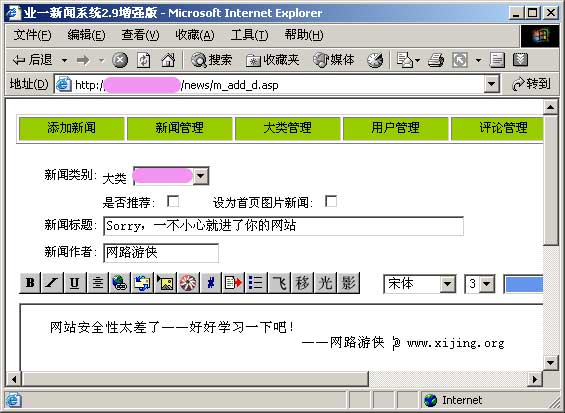 业一新闻系统2.9增强版 - Microsoft Internet Explorer
文件(F) 编辑(E) 查看(V) 收藏(A) 工具(T) 帮助(H)
后退 搜索 收藏夹 媒体
地址(D) http:/ /news/m_add_d.asp 转到
添加新闻 新闻管理 大类管理 用户管理 评论管理
新闻类别: 大类
是否推荐: 设为首页图片新闻:
新闻标题: Sorry，一不小心就进了你的网站
新闻作者: 网路游侠
B I U # 飞 移 光 影 宋体 3
网站安全性太差了——好好学习一下吧！
——网路游侠 @ www.xijing.org
Internet